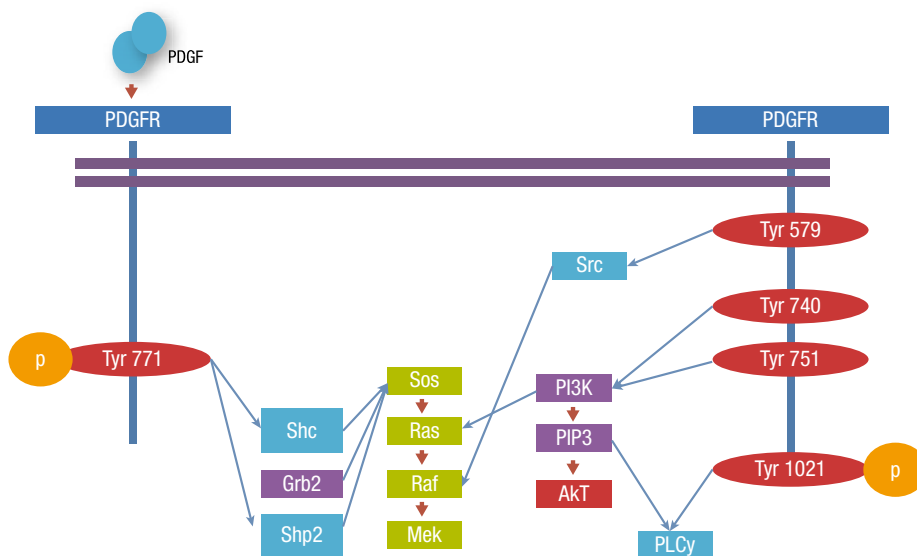 PDGF
PDGFR
PDGFR
Tyr 579
Src
Tyr 740
p
Tyr 771
Tyr 751
Sos
PI3K
Shc
Ras
PIP3
Grb2
Raf
AkT
Tyr 1021
p
Shp2
Mek
PLCy